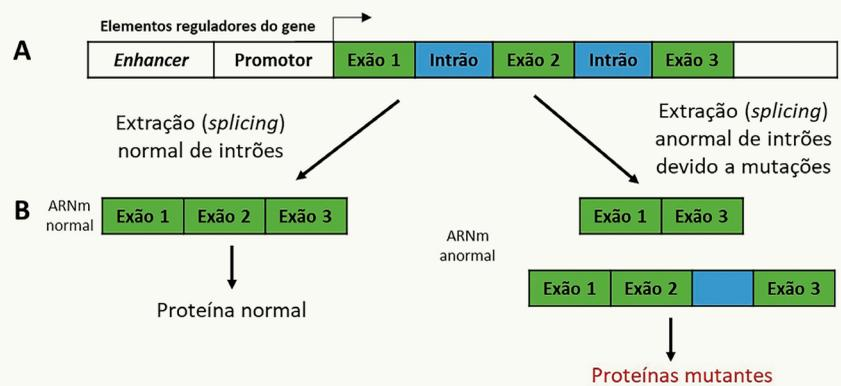 Elementos reguladores do gene
A
Enhancer Promotor Exão 1 Intrão Exão 2 Intrão Exão 3
Extração (splicing)
normal de intrões
Extração (splicing)
anormal de intrões
devido a mutações
B
ARNm
normal
Exão 1 Exão 2 Exão 3
Exão 1 Exão 3
ARNm
anormal
Exão 1 Exão 2 Exão 3
Proteína normal
Proteínas mutantes